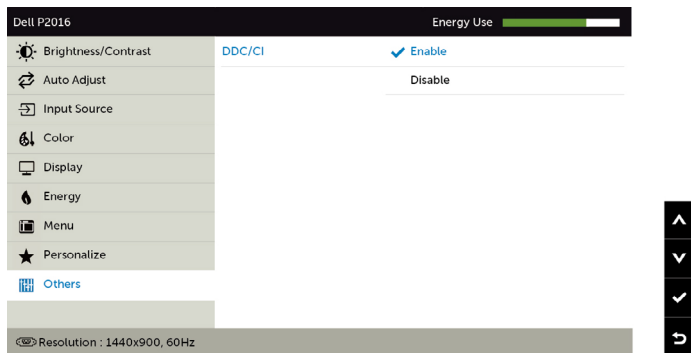 Dell P2016 Energy Use
Brightness/Contrast DDC/CI Enable
Auto Adjust Disable
Input Source
Color
Display
Energy
Menu
Personalize
Others
Resolution : 1440x900, 60Hz